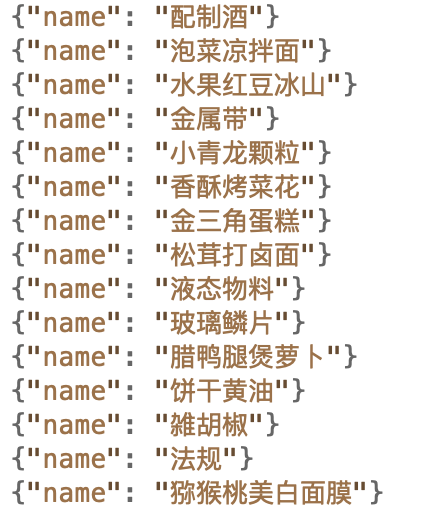 {"name": "配制酒"}
{"name": "泡菜凉拌面"}
{"name": "水果红豆冰山"}
{"name": "金属带"}
{"name": "小青龙颗粒"}
{"name": "香酥烤菜花"}
{"name": "金三角蛋糕"}
{"name": "松茸打卤面"}
{"name": "液态物料"}
{"name": "玻璃鳞片"}
{"name": "腊鸭腿煲萝卜"}
{"name": "饼干黄油"}
{"name": "雑胡椒"}
{"name": "法规"}
{"name": "猕猴桃美白面膜"}